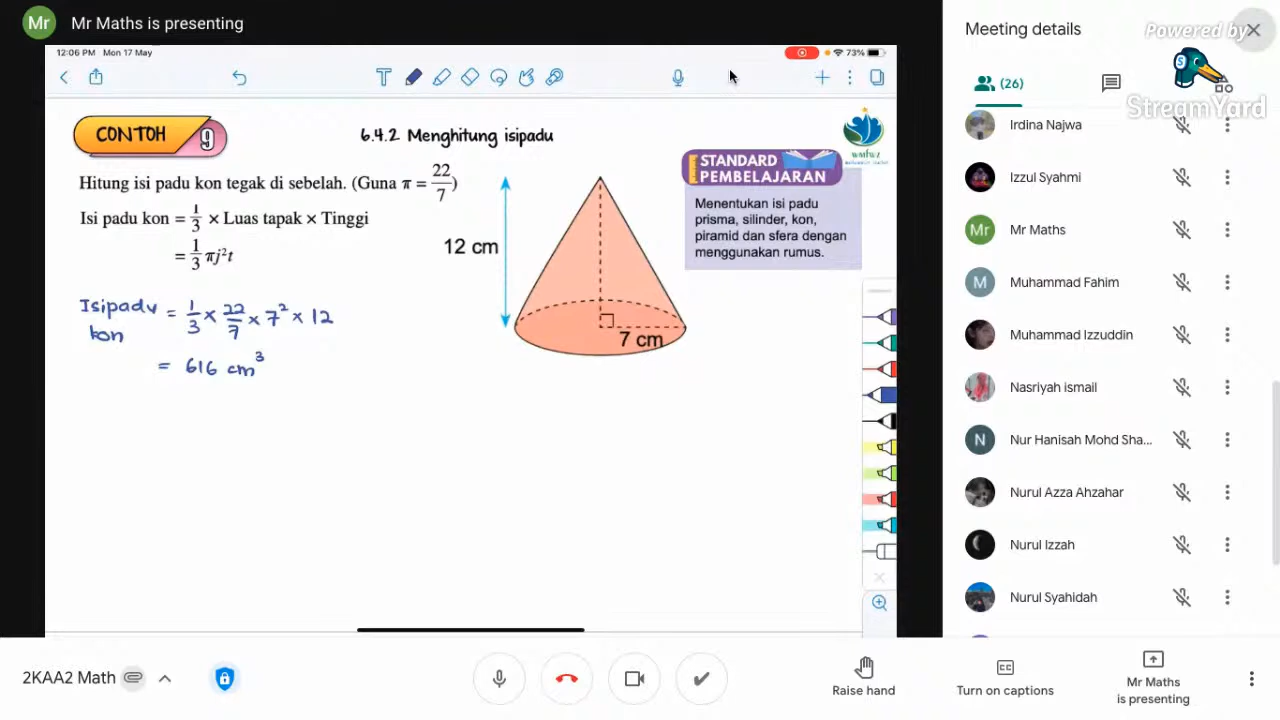 Mr
Mr Maths is presenting
Meeting details
Powered by
12:06 PM Mon 17 May
73%
(26)
StreamYard
CONTOH 9
6.4.2 Menghitung isipadu
STANDARD
PEMBELAJARAN
Menentukan isi padu
prisma, silinder, kon,
piramid dan sfera dengan
menggunakan rumus.
Hitung isi padu kon tegak di sebelah. (Guna π = 22/7)
Isi padu kon = 1/3 × Luas tapak × Tinggi
= 1/3 πj²t
12 cm
7 cm
Isipadu kon = 1/3 × 22/7 × 7² × 12
= 616 cm³
Irdina Najwa
Izzul Syahmi
Mr
Mr Maths
M
Muhammad Fahim
Muhammad Izzuddin
Nasriyah ismail
N
Nur Hanisah Mohd Sha...
Nurul Azza Ahzahar
Nurul Izzah
Nurul Syahidah
2KAA2 Math
Raise hand
Turn on captions
Mr Maths
is presenting